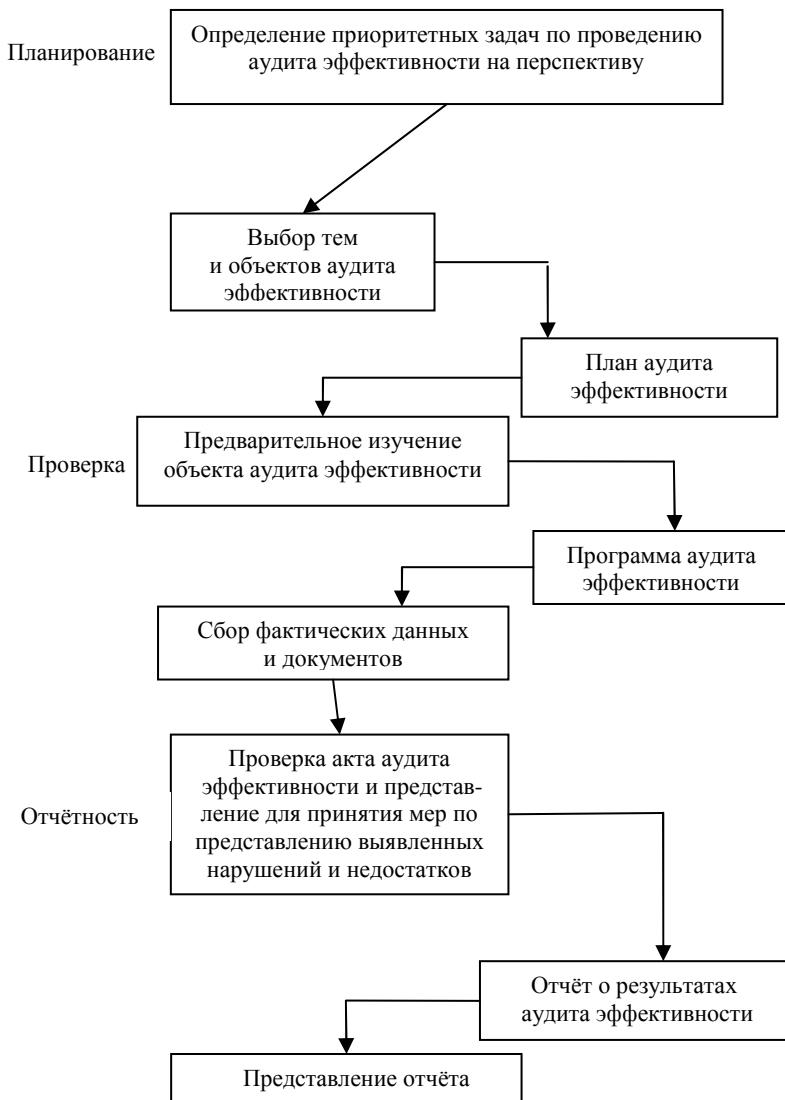 Планирование
Определение приоритетных задач по проведению
аудита эффективности на перспективу
Выбор тем
и объектов аудита
эффективности
План аудита
эффективности
Проверка
Предварительное изучение
объекта аудита эффективности
Программа аудита
эффективности
Сбор фактических данных
и документов
Отчётность
Проверка акта аудита
эффективности и представ-
ление для принятия мер по
представлению выявленных
нарушений и недостатков
Отчёт о результатах
аудита эффективности
Представление отчёта